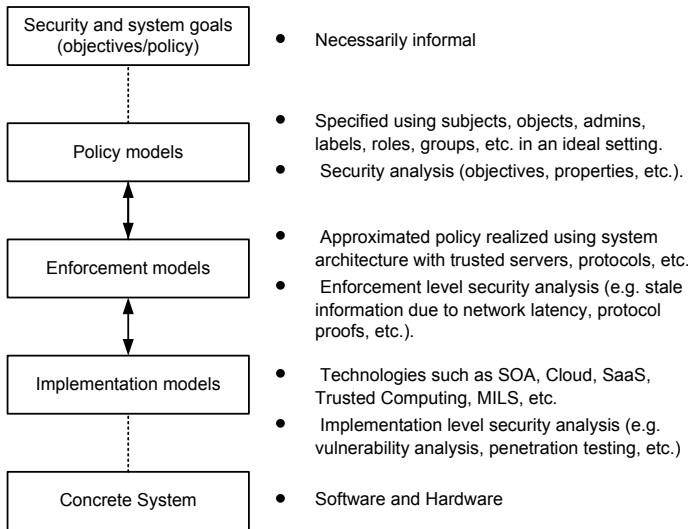 Security and system goals
(objectives/policy)
● Necessarily informal
Policy models
● Specified using subjects, objects, admins,
labels, roles, groups, etc. in an ideal setting.
● Security analysis (objectives, properties, etc.).
Enforcement models
● Approximated policy realized using system
architecture with trusted servers, protocols, etc.
● Enforcement level security analysis (e.g. stale
information due to network latency, protocol
proofs, etc.).
Implementation models
● Technologies such as SOA, Cloud, SaaS,
Trusted Computing, MILS, etc.
● Implementation level security analysis (e.g.
vulnerability analysis, penetration testing, etc.)
Concrete System
● Software and Hardware